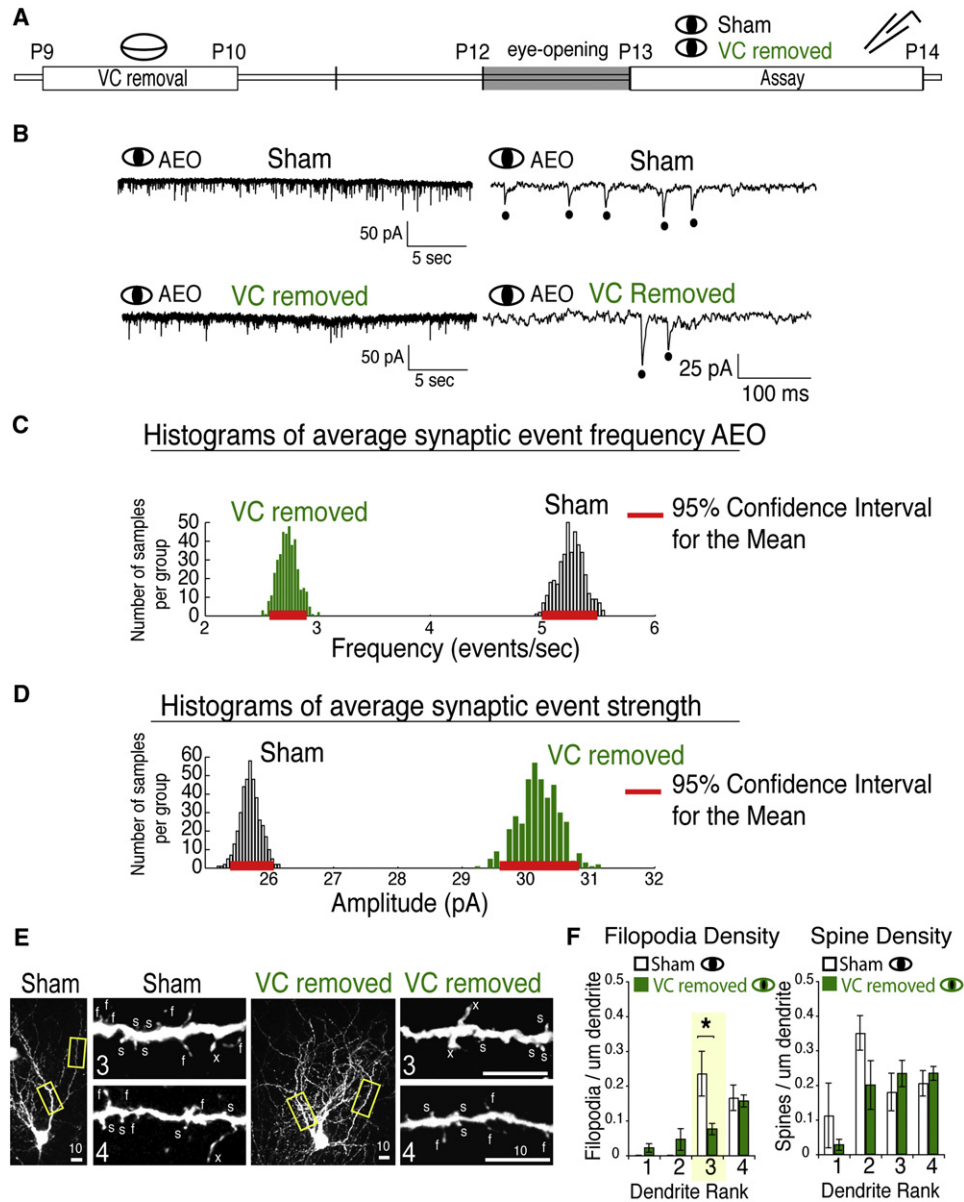 A
P9
P10
P12
eye-opening
P13
Sham
VC removed
P14
VC removal
Assay
B
AEO
Sham
AEO
Sham
50 pA
5 sec
AEO
VC removed
AEO
VC Removed
50 pA
5 sec
25 pA
100 ms
C
Histograms of average synaptic event frequency AEO
VC removed
Sham
95% Confidence Interval
for the Mean
Number of samples
per group
50
40
30
20
10
0
2
3
4
5
6
Frequency (events/sec)
D
Histograms of average synaptic event strength
Sham
VC removed
95% Confidence Interval
for the Mean
Number of samples
per group
60
50
40
30
20
10
0
26
27
28
29
30
31
32
Amplitude (pA)
E
Sham
Sham
VC removed
VC removed
f
f
s
s
f
s
s
f
x
3
x
s
x
s
s
f
f
s
s
s
s
f
f
x
4
10
s
f
s
f
f
s
f
10
4
10
F
Filopodia Density
Sham
VC removed
Filopodia / um dendrite
0.5
0.4
0.3
0.2
0.1
0
*
1
2
3
4
Dendrite Rank
Spine Density
Sham
VC removed
Spines / um dendrite
0.5
0.4
0.3
0.2
0.1
0
1
2
3
4
Dendrite Rank